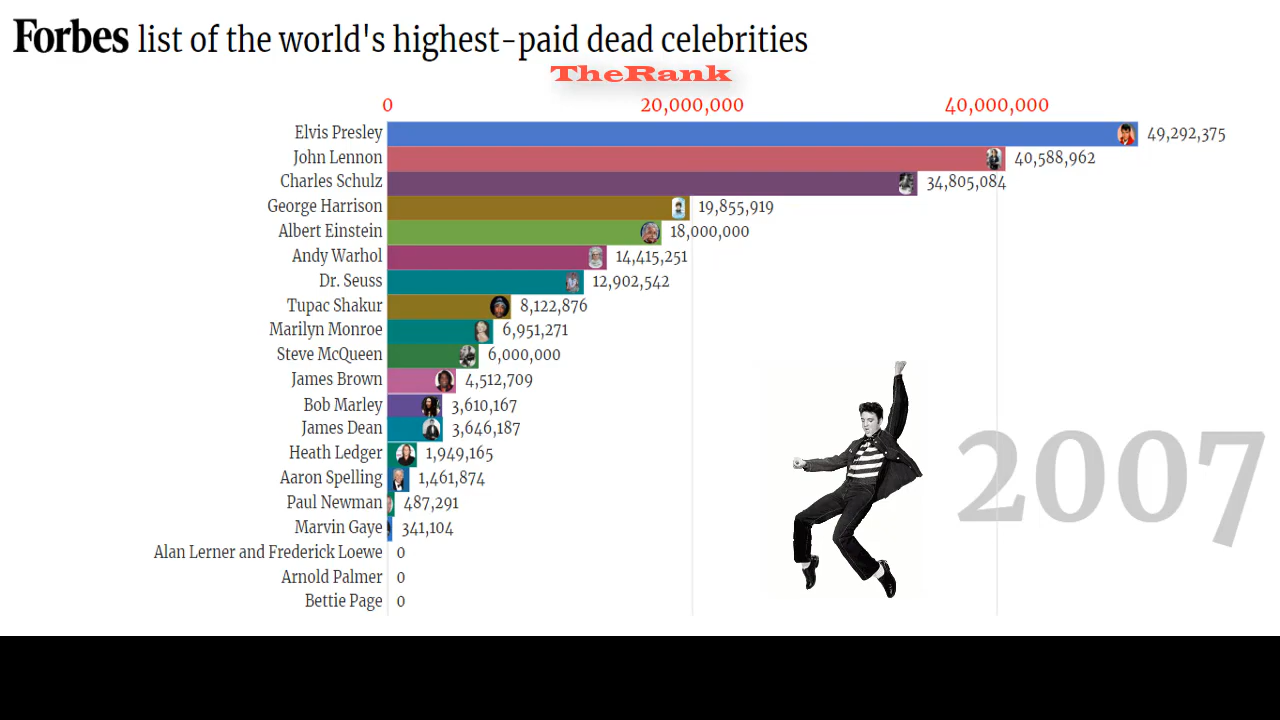 Forbes list of the world's highest-paid dead celebrities
TheRank
0 20,000,000 40,000,000
Elvis Presley 49,292,375
John Lennon 40,588,962
Charles Schulz 34,805,084
George Harrison 19,855,919
Albert Einstein 18,000,000
Andy Warhol 14,415,251
Dr. Seuss 12,902,542
Tupac Shakur 8,122,876
Marilyn Monroe 6,951,271
Steve McQueen 6,000,000
James Brown 4,512,709
Bob Marley 3,610,167
James Dean 3,646,187
Heath Ledger 1,949,165
Aaron Spelling 1,461,874
Paul Newman 487,291
Marvin Gaye 341,104
Alan Lerner and Frederick Loewe 0
Arnold Palmer 0
Bettie Page 0
2007